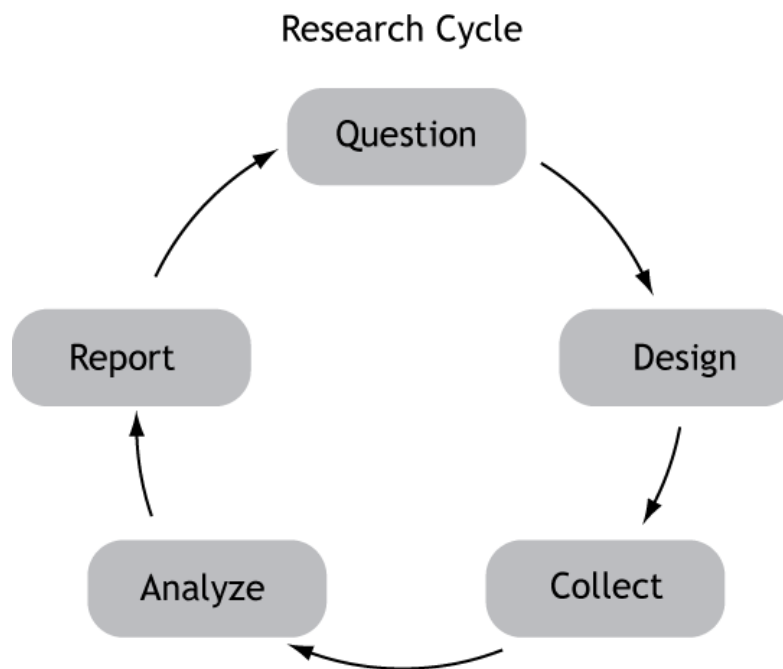 Research Cycle
Question
Design
Collect
Analyze
Report